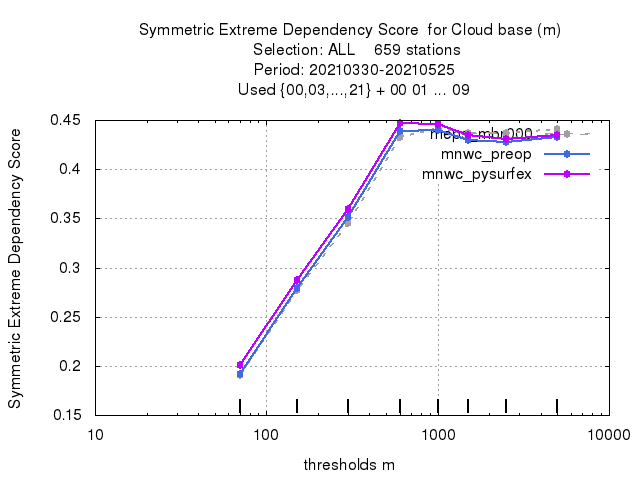 Symmetric Extreme Dependency Score  for Cloud base (m)
Selection: ALL    659 stations
Period: 20210330-20210525
Used {00,03,...,21} + 00 01 ... 09
Symmetric Extreme Dependency Score
0.45
0.4
0.35
0.3
0.25
0.2
0.15
meps_mbr000
mnwc_preop
mnwc_pysurfex
10
100
1000
10000
thresholds m